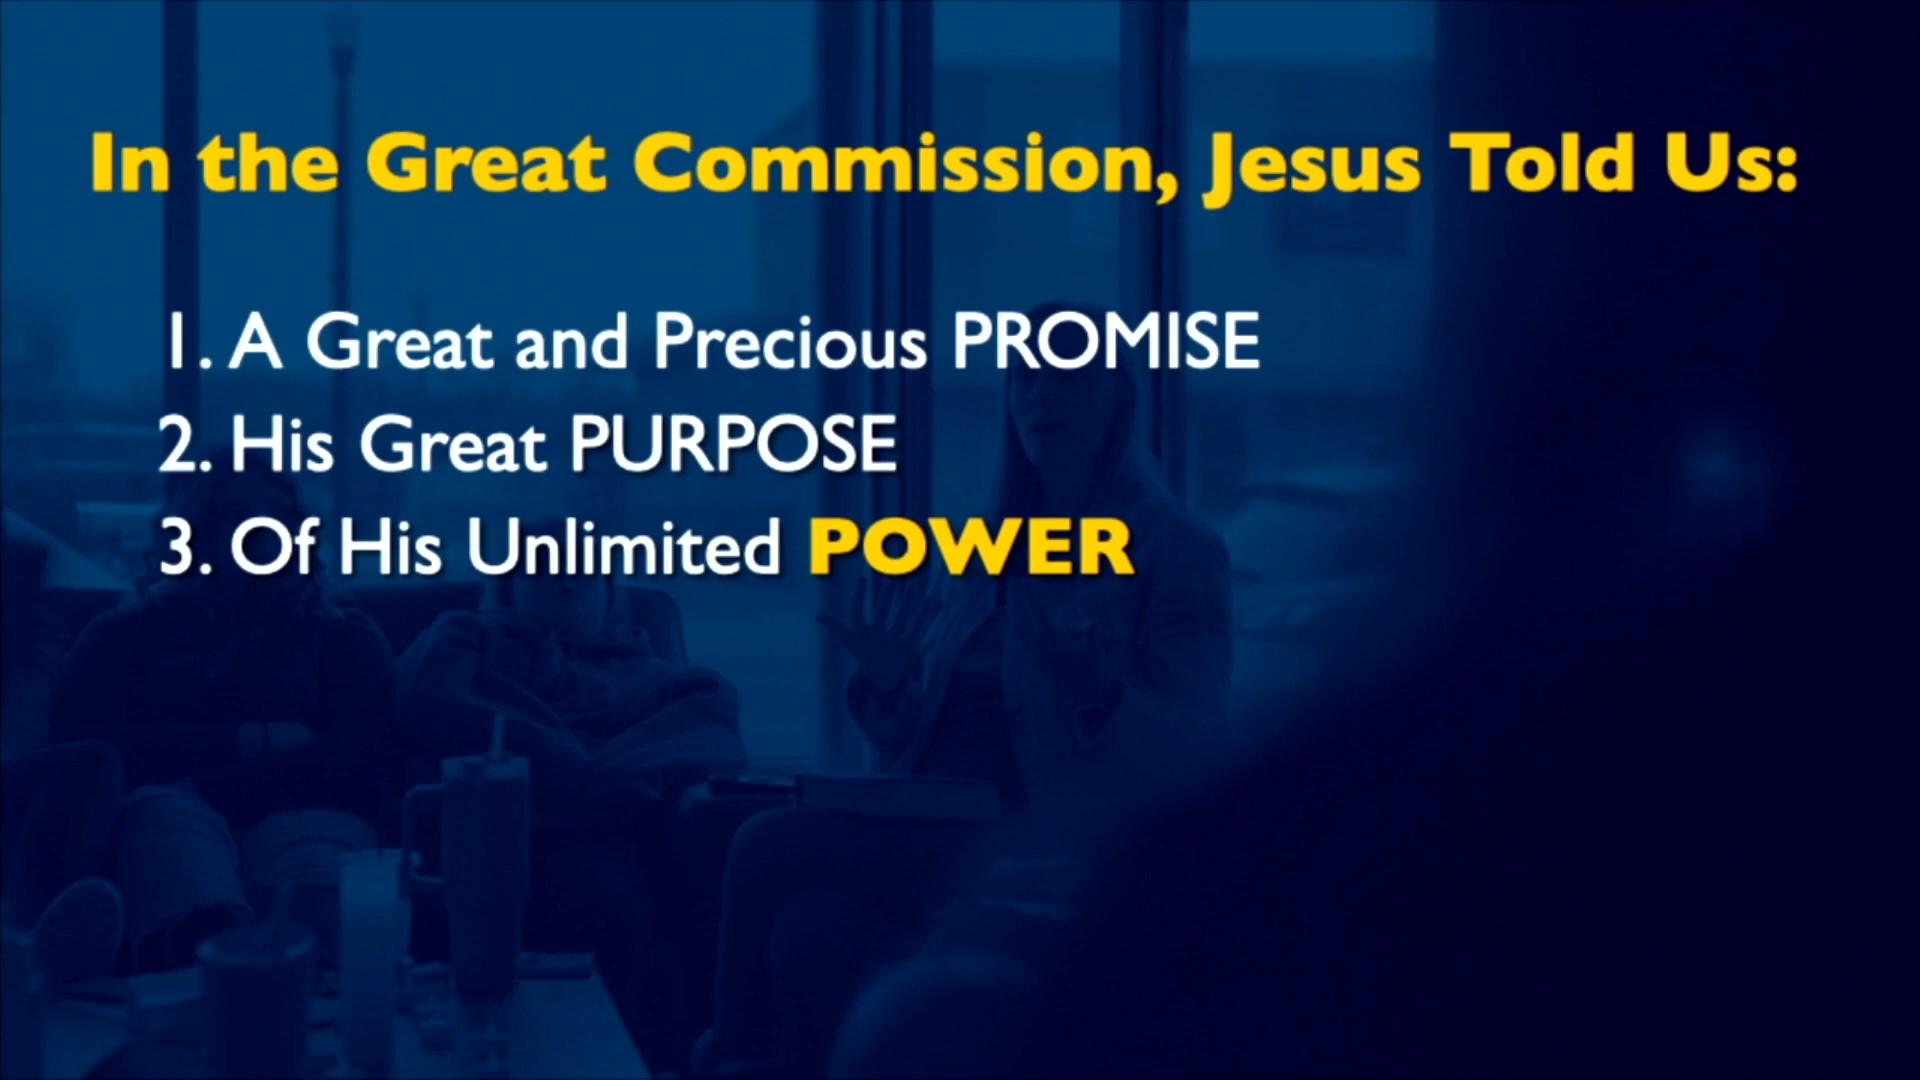 In the Great Commission, Jesus Told Us:
1. A Great and Precious PROMISE
2. His Great PURPOSE
3. Of His Unlimited POWER